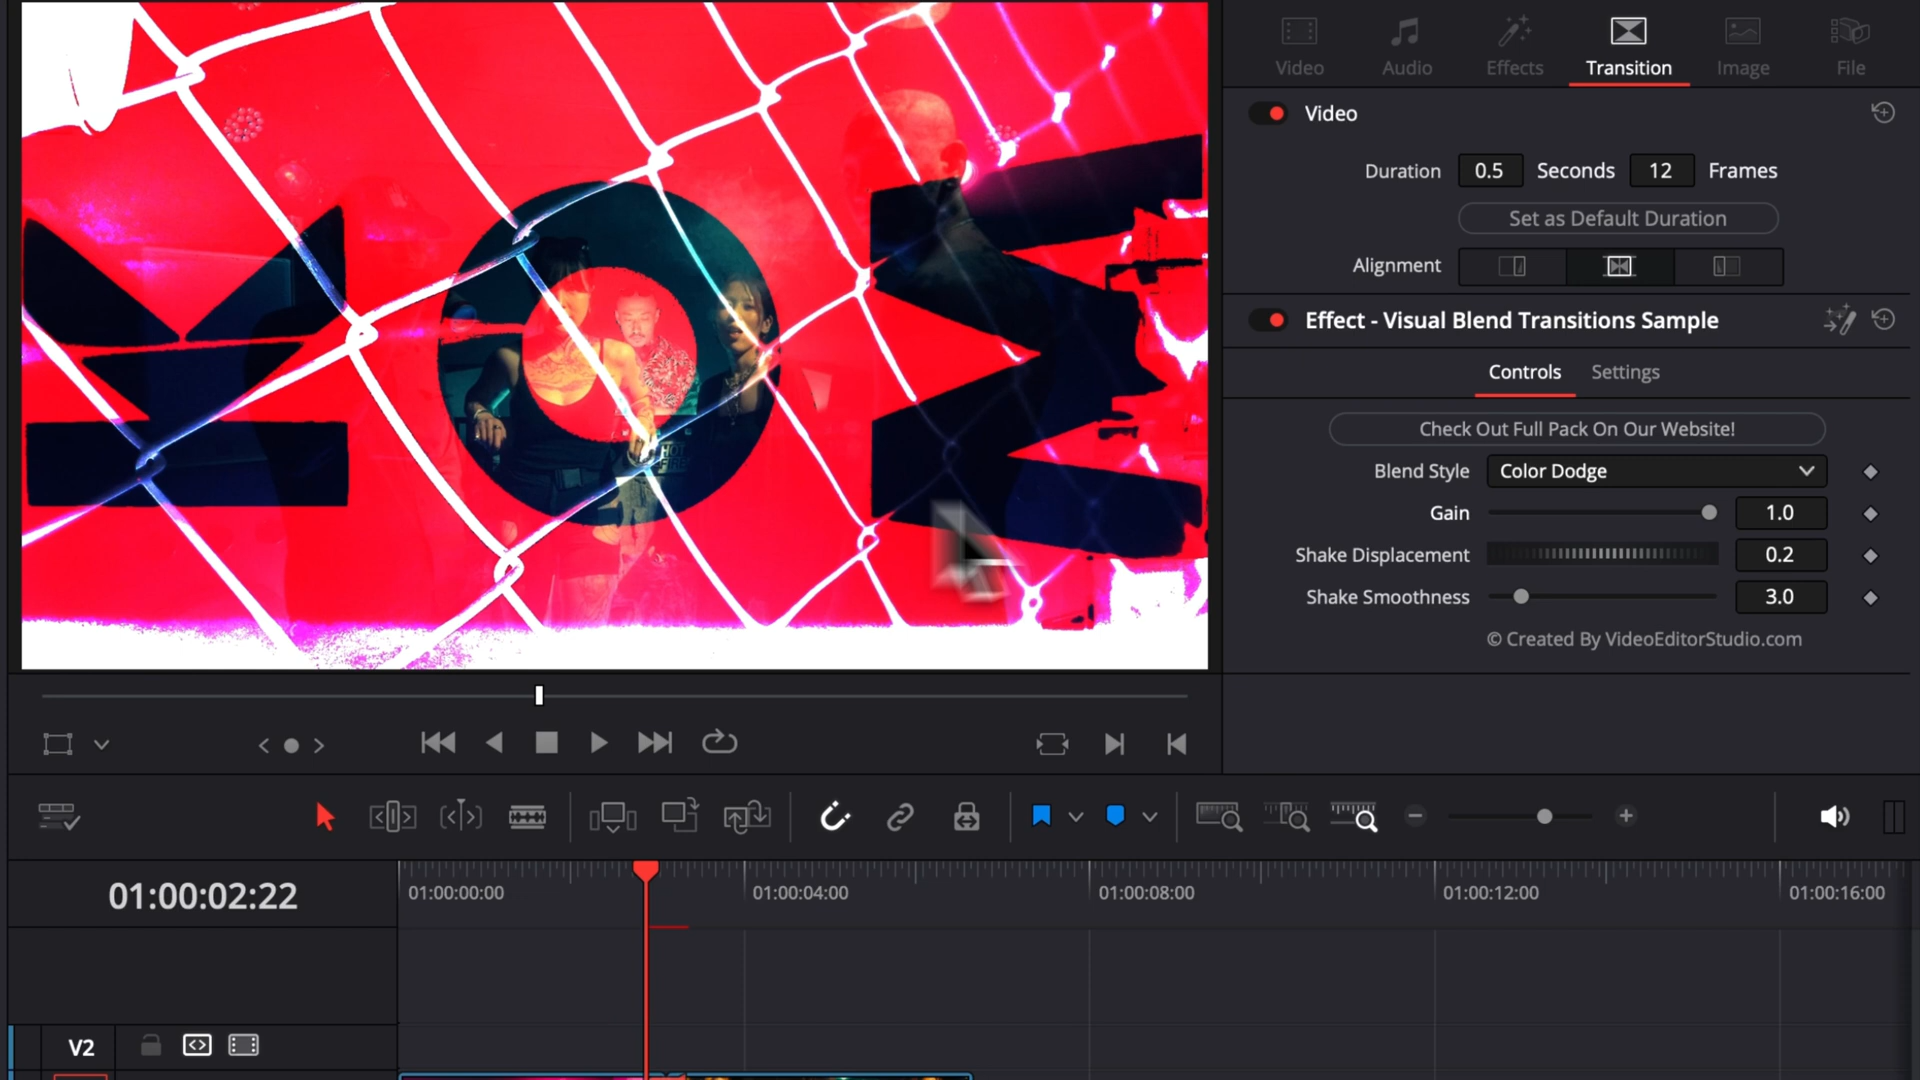 Video
Audio
Effects
Transition
Image
File
Video
Duration 0.5 Seconds 12 Frames
Set as Default Duration
Alignment
Effect - Visual Blend Transitions Sample
Controls
Settings
Check Out Full Pack On Our Website!
Blend Style Color Dodge
Gain 1.0
Shake Displacement 0.2
Shake Smoothness 3.0
© Created By VideoEditorStudio.com
HOT
FIRE
01:00:02:22
01:00:00:00
01:00:04:00
01:00:08:00
01:00:12:00
01:00:16:00
V2